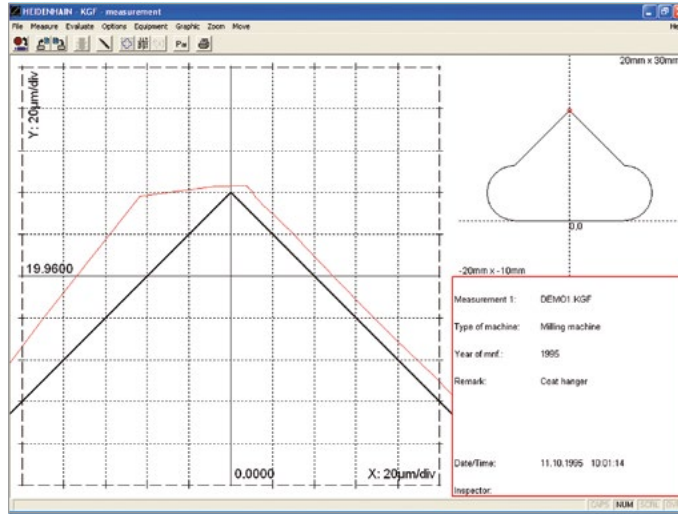 HEIDENHAIN - KGF - measurement
File Measure Evaluate Options Equipment Graphic Zoom Move
Pw
20mm x 30mm
Y: 20µm/div
0,0
19.9600
-20mm x -10mm
Measurement 1: DEMO1.KGF
Type of machine: Milling machine
Year of mnf.: 1995
Remark: Coat hanger
0.0000 X: 20µm/div
Date/Time: 11.10.1995 10:01:14
Inspector:
CAPS NUM SCRL